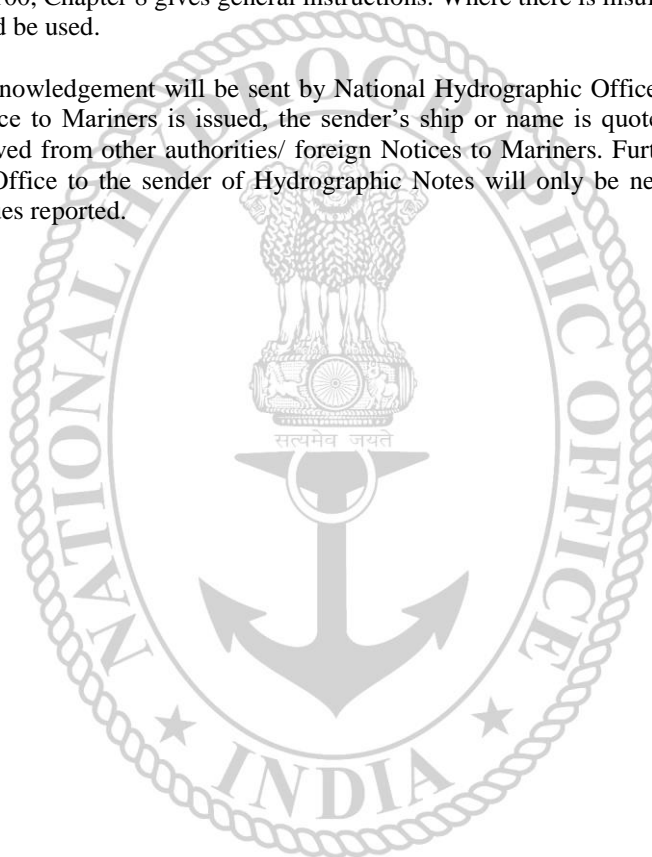 100, Chapter 8 gives general instructions. Where there is insu
d be used.
nowledgement will be sent by National Hydrographic Office
ce to Mariners is issued, the sender's ship or name is quote
ved from other authorities/ foreign Notices to Mariners. Furt
Office to the sender of Hydrographic Notes will only be ne
ues reported.
NATIONAL HYDROGRAPHIC OFFICE
सत्यमेव जयते
INDIA